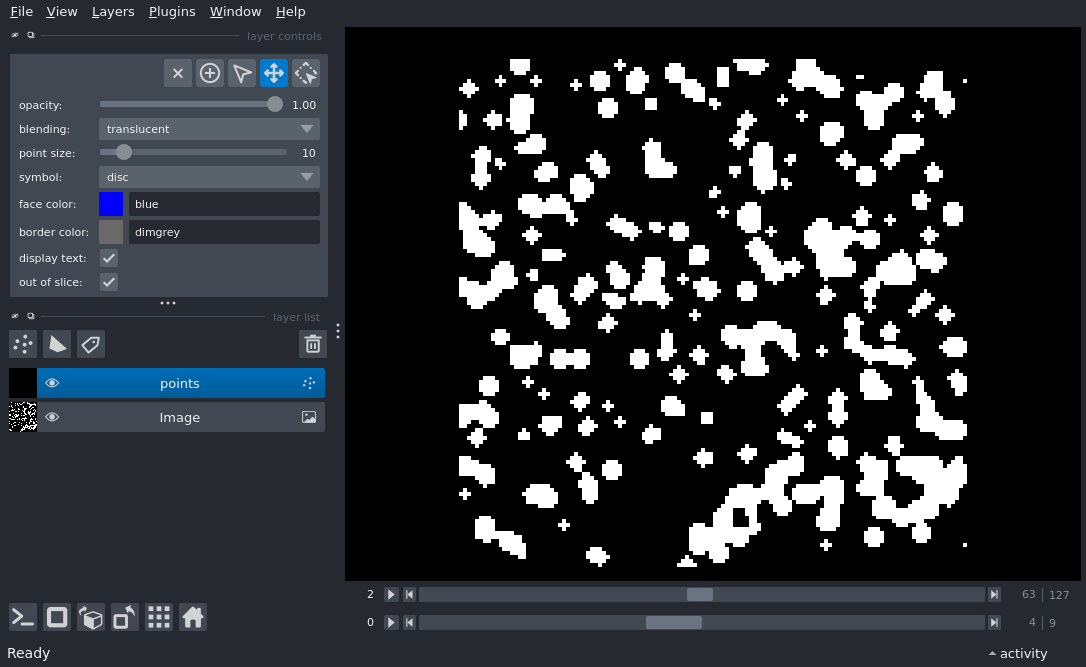 File View Layers Plugins Window Help
layer controls
opacity: 1.00
blending: translucent
point size: 10
symbol: disc
face color: blue
border color: dimgrey
display text:
out of slice:
layer list
points
Image
2 63 127
0 4 9
Ready activity